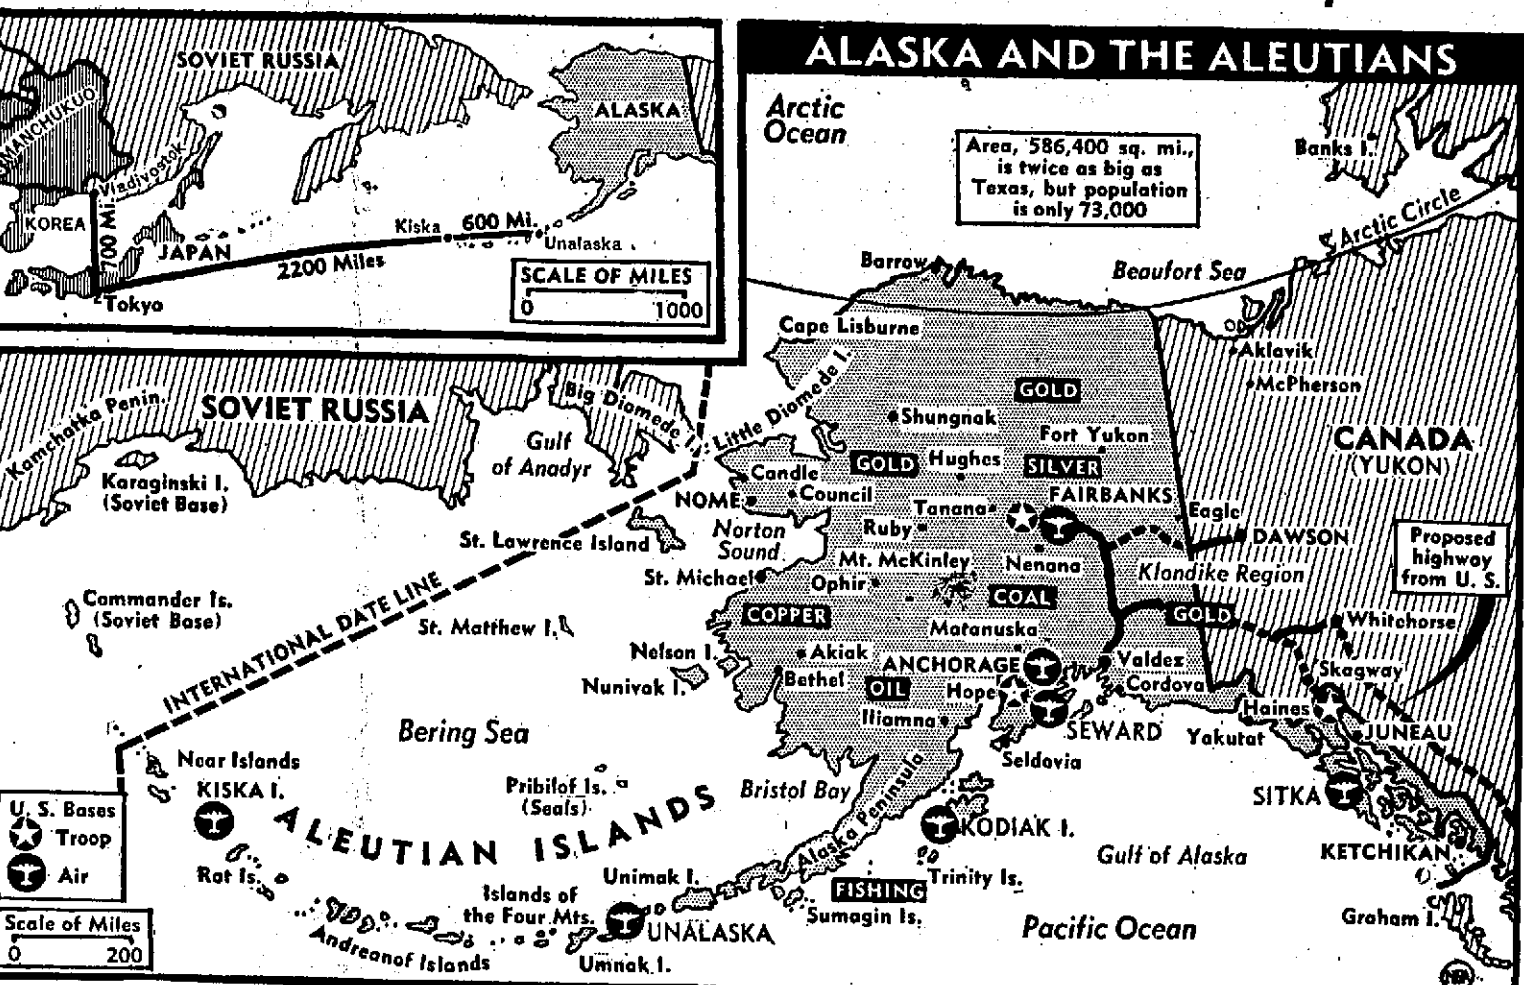 SOVIET RUSSIA
MANCHUKUO
Vladivostok
ALASKA
KOREA
700 Mi.
JAPAN
Kiska
600 Mi.
Unalaska
2200 Miles
Tokyo
SCALE OF MILES
0 1000
ALASKA AND THE ALEUTIANS
Arctic
Ocean
Area, 586,400 sq. mi.,
is twice as big as
Texas, but population
is only 73,000
Banks I.
Arctic Circle
Barrow
Beaufort Sea
Cape Lisburne
Aklavik
McPherson
Kamchatka Penin.
SOVIET RUSSIA
Big Diomede I.
Little Diomede I.
GOLD
Shungnak
Fort Yukon
CANADA
(YUKON)
Gulf
of Anadyr
Karaginski I.
(Soviet Base)
GOLD
Hughes
SILVER
Candle
Council
NOME
FAIRBANKS
Tanana
Eagle
Norton
Sound
Ruby
DAWSON
Proposed
highway
from U. S.
St. Lawrence Island
Mt. McKinley
Nenana
Klondike Region
St. Michael
Ophir
COAL
INTERNATIONAL DATE LINE
Commander Is.
(Soviet Base)
COPPER
GOLD
Whitehorse
St. Matthew I.
Matanuska
Nelson I.
Akiak
ANCHORAGE
Valdez
Skagway
Nunivak I.
Bethel
OIL
Hope
Cordova
Haines
Iliamna
SEWARD
Yakutat
JUNEAU
Bering Sea
Seldovia
Near Islands
KISKA I.
Pribilof Is.
(Seals)
Bristol Bay
Alaska Peninsula
SITKA
U. S. Bases
Troop
Air
ALEUTIAN ISLANDS
KODIAK I.
Gulf of Alaska
KETCHIKAN
Rat Is.
Unimak I.
FISHING
Trinity Is.
Islands of
the Four Mts.
Sumagin Is.
Graham I.
Scale of Miles
0 200
Andreanof Islands
UNALASKA
Umnak I.
Pacific Ocean
NEA